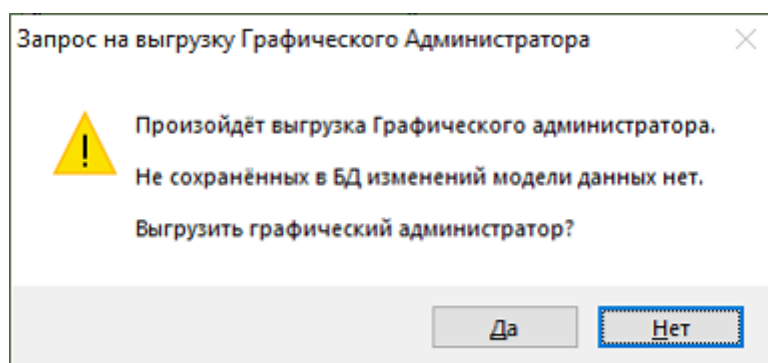 Запрос на выгрузку Графического Администратора
Произойдёт выгрузка Графического администратора.
Не сохранённых в БД изменений модели данных нет.
Выгрузить графический администратор?
Да
Нет